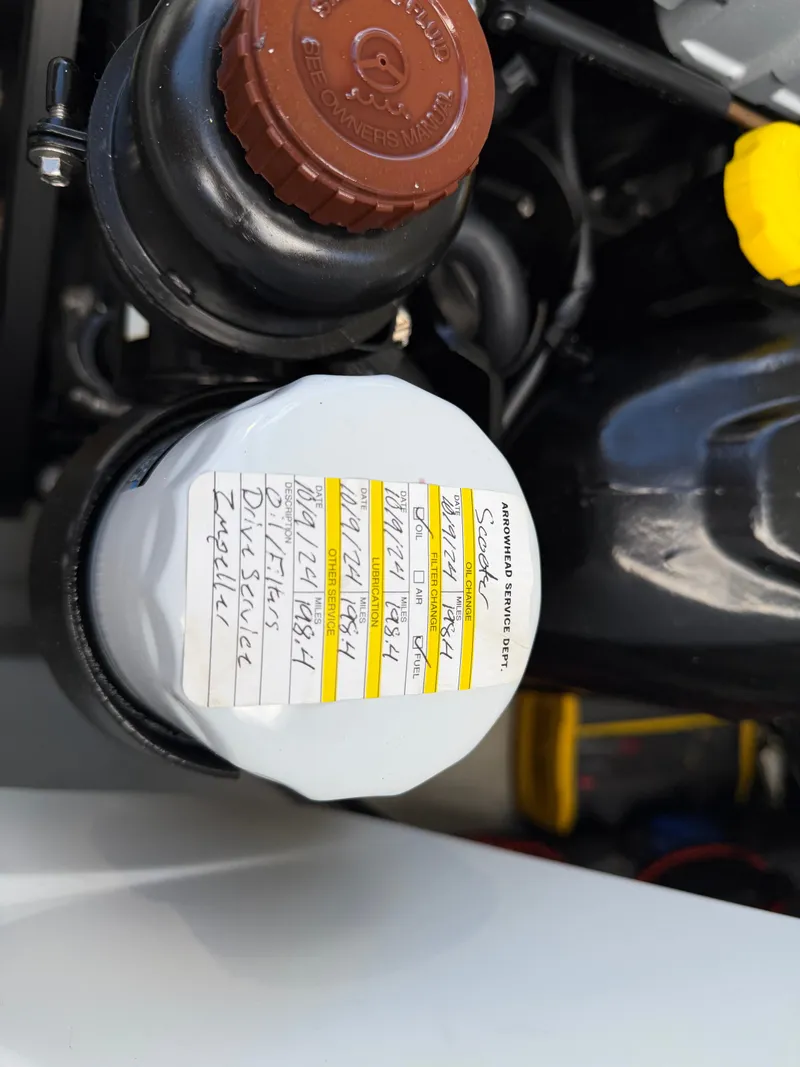 FLUID
SEE OWNERS MANUAL
ARROWHEAD SERVICE DEPT.
Scooter
OIL CHANGE
DATE 10/9/24 MILES 198.4
FILTER CHANGE
☑ OIL ☐ AIR ☑ FUEL
DATE 10/9/24 MILES 198.4
LUBRICATION
DATE 10/9/24 MILES 198.4
OTHER SERVICE
DATE 10/9/24 MILES 198.4
DESCRIPTION
Oil/Filters
Drive Service
Impeller